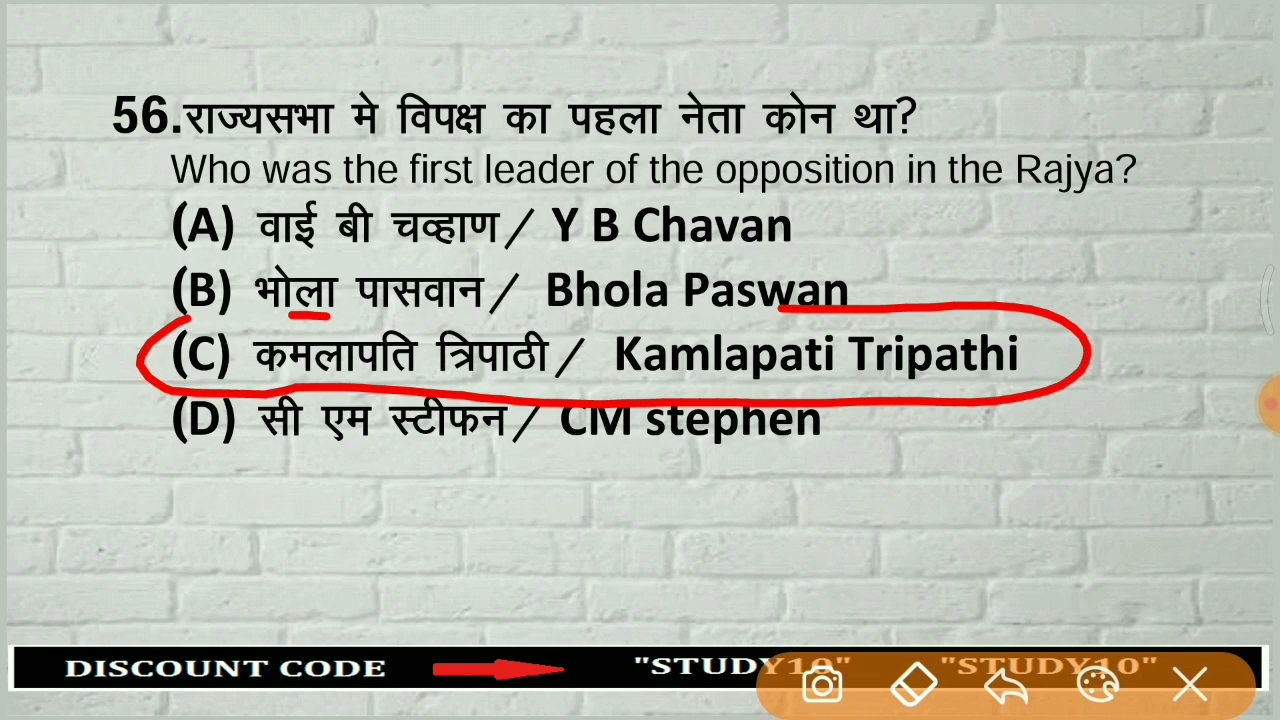 56.राज्यसभा मे विपक्ष का पहला नेता कोन था?
Who was the first leader of the opposition in the Rajya?
(A) वाई बी चव्हाण/ Y B Chavan
(B) भोला पासवान/ Bhola Paswan
(C) कमलापति त्रिपाठी/ Kamlapati Tripathi
(D) सी एम स्टीफन/ CM stephen
DISCOUNT CODE "STUDY10" "STUDY10"